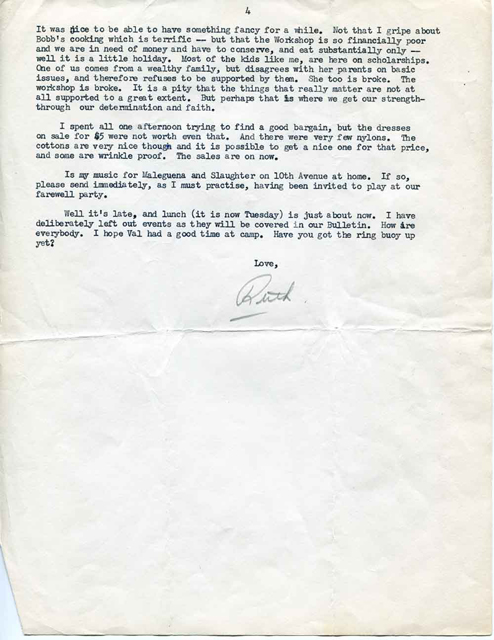 4
It was nice to be able to have something fancy for a while. Not that I gripe about
Bobb's cooking which is terrific -- but that the Workshop is so financially poor
and we are in need of money and have to conserve, and eat substantially only --
well it is a little holiday. Most of the kids like me, are here on scholarships.
One of us comes from a wealthy family, but disagrees with her parents on basic
issues, and therefore refuses to be supported by them. She too is broke. The
workshop is broke. It is a pity that the things that really matter are not at
all supported to a great extent. But perhaps that is where we get our strength-
through our determination and faith.
I spent all one afternoon trying to find a good bargain, but the dresses
on sale for $5 were not worth even that. And there were very few nylons. The
cottons are very nice though and it is possible to get a nice one for that price,
and some are wrinkle proof. The sales are on now.
Is my music for Maleguena and Slaughter on 10th Avenue at home. If so,
please send immediately, as I must practise, having been invited to play at our
farewell party.
Well it's late, and lunch (it is now Tuesday) is just about now. I have
deliberately left out events as they will be covered in our Bulletin. How are
everybody. I hope Val had a good time at camp. Have you got the ring buoy up
yet?
Love,
Ruth.